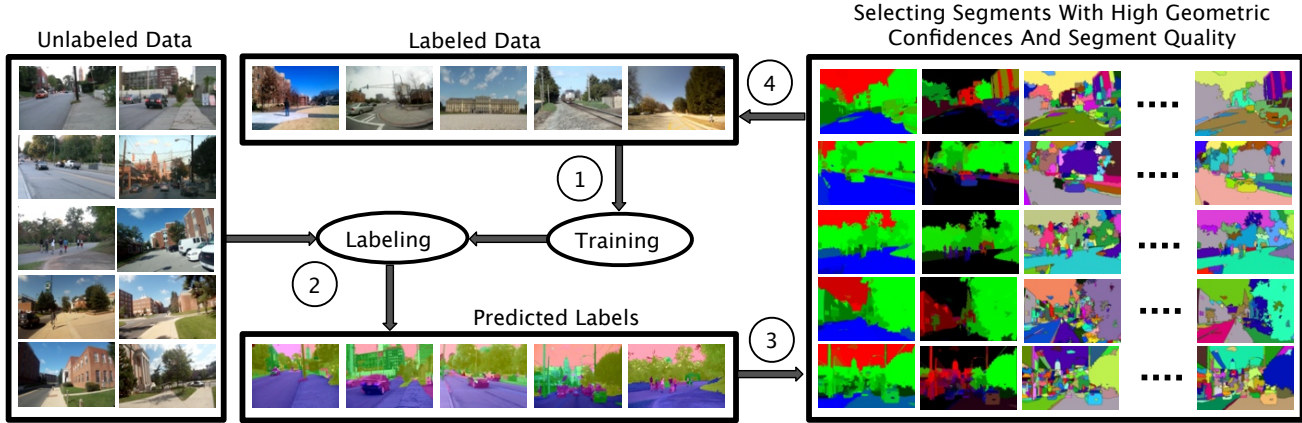 Unlabeled Data
Labeled Data
Selecting Segments With High Geometric
Confidences And Segment Quality
4
1
Labeling
Training
2
Predicted Labels
3